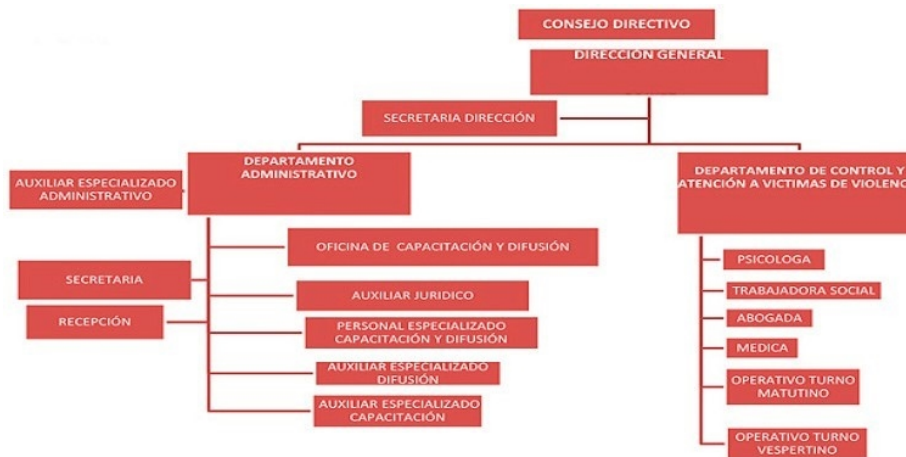 CONSEJO DIRECTIVO
DIRECCIÓN GENERAL
SECRETARIA DIRECCIÓN
DEPARTAMENTO
ADMINISTRATIVO
AUXILIAR ESPECIALIZADO
ADMINISTRATIVO
OFICINA DE CAPACITACIÓN Y DIFUSIÓN
SECRETARIA
AUXILIAR JURIDICO
RECEPCIÓN
PERSONAL ESPECIALIZADO
CAPACITACIÓN Y DIFUSIÓN
AUXILIAR ESPECIALIZADO
DIFUSIÓN
AUXILIAR ESPECIALIZADO
CAPACITACIÓN
DEPARTAMENTO DE CONTROL Y
ATENCIÓN A VICTIMAS DE VIOLENC
PSICOLOGA
TRABAJADORA SOCIAL
ABOGADA
MEDICA
OPERATIVO TURNO
MATUTINO
OPERATIVO TURNO
VESPERTINO